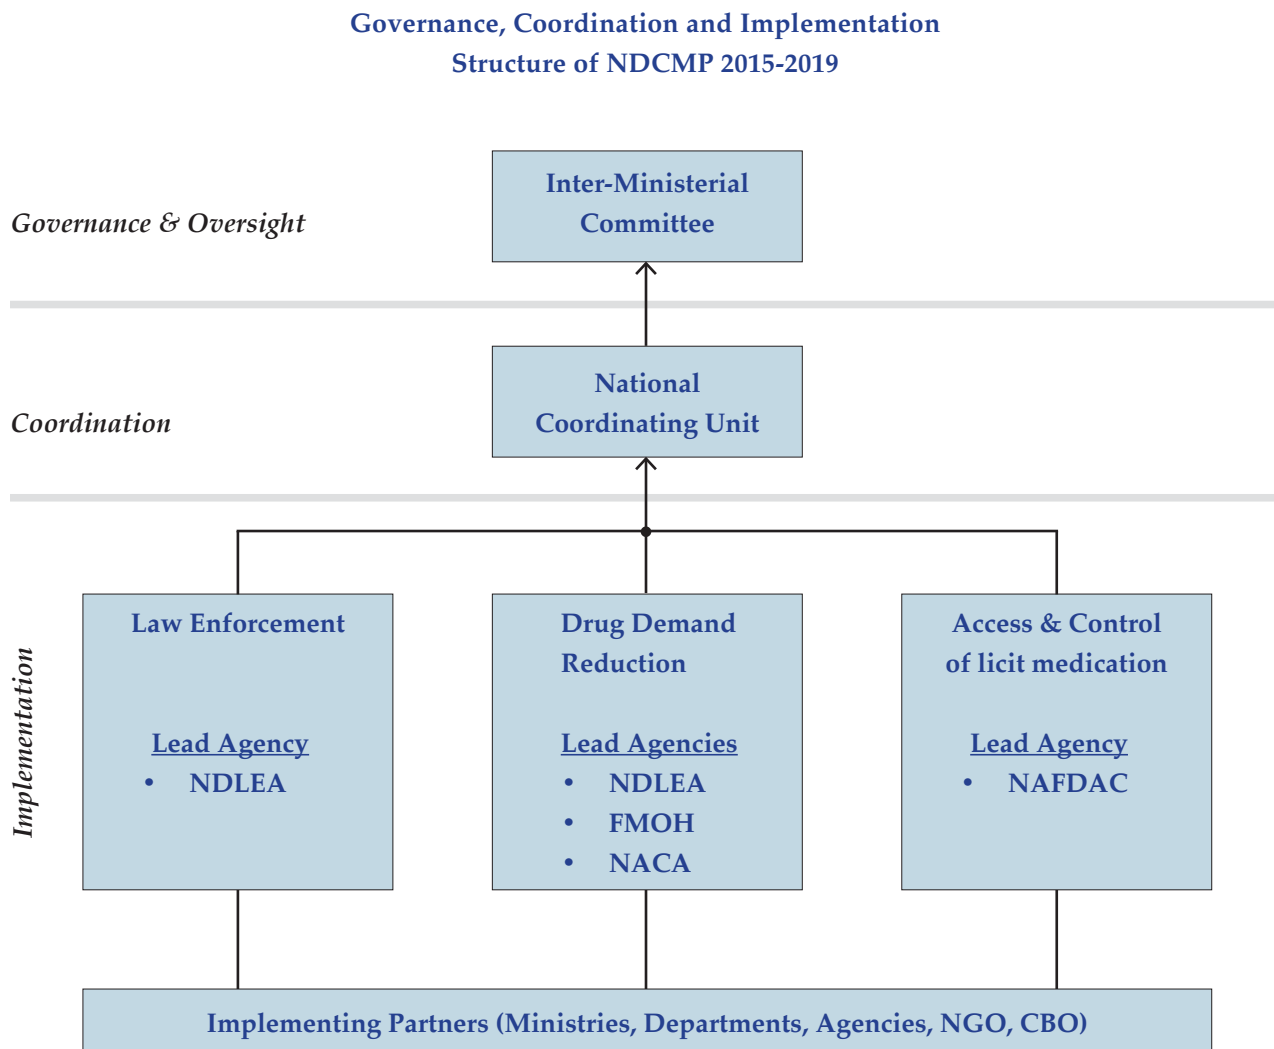 Governance, Coordination and Implementation
Structure of NDCMP 2015-2019
Inter-Ministerial
Committee
Governance & Oversight
National
Coordinating Unit
Coordination
Implementation
Law Enforcement
Lead Agency
• NDLEA
Drug Demand
Reduction
Lead Agencies
• NDLEA
• FMOH
• NACA
Access & Control
of licit medication
Lead Agency
• NAFDAC
Implementing Partners (Ministries, Departments, Agencies, NGO, CBO)